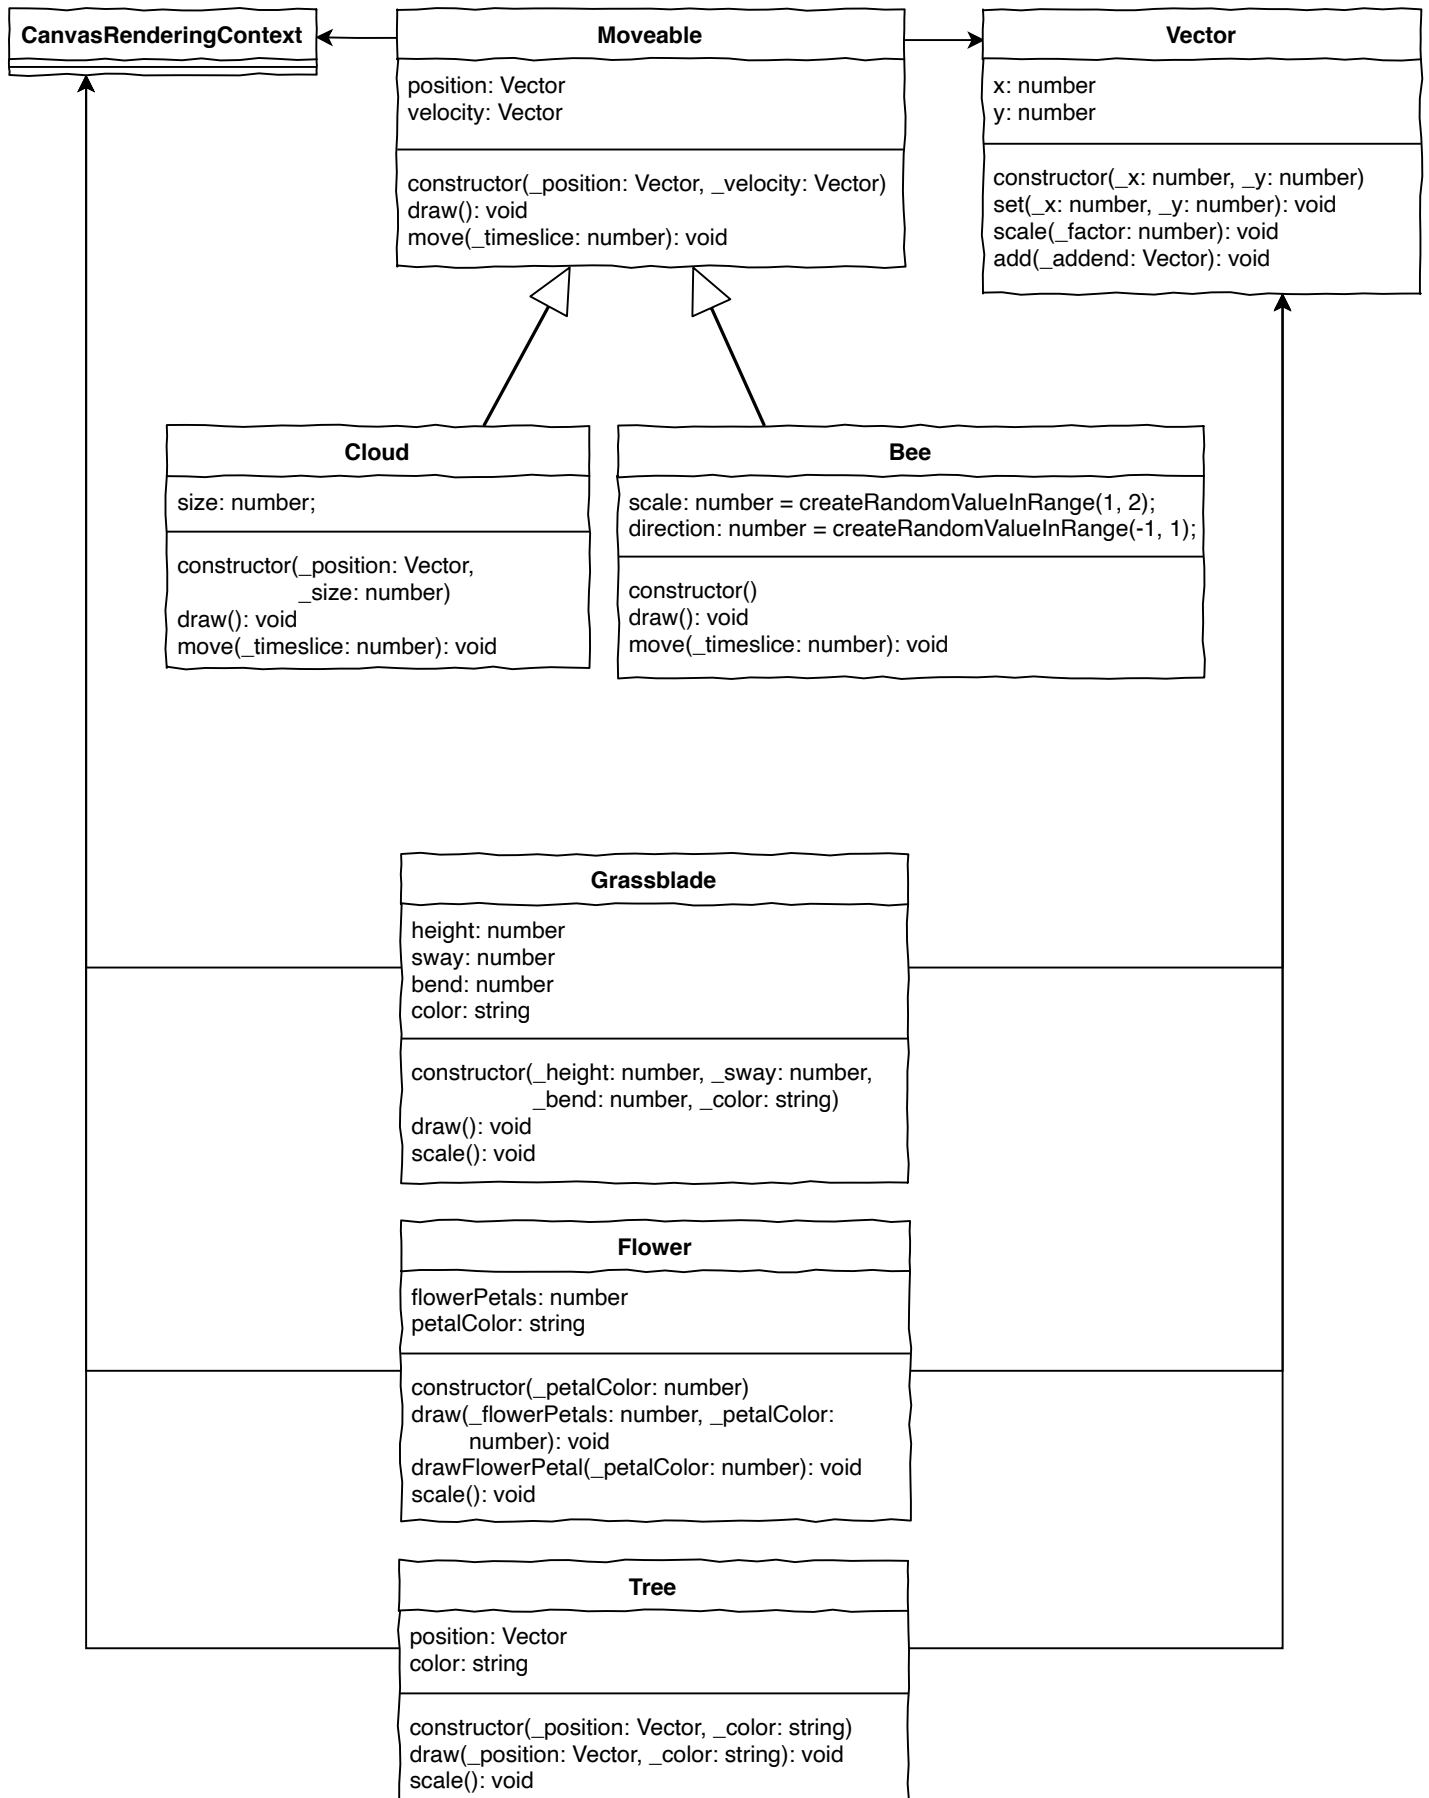 CanvasRenderingContext
Moveable
position: Vector
velocity: Vector
constructor(_position: Vector, _velocity: Vector)
draw(): void
move(_timeslice: number): void
Vector
x: number
y: number
constructor(_x: number, _y: number)
set(_x: number, _y: number): void
scale(_factor: number): void
add(_addend: Vector): void
Cloud
size: number;
constructor(_position: Vector,
_size: number)
draw(): void
move(_timeslice: number): void
Bee
scale: number = createRandomValueInRange(1, 2);
direction: number = createRandomValueInRange(-1, 1);
constructor()
draw(): void
move(_timeslice: number): void
Grassblade
height: number
sway: number
bend: number
color: string
constructor(_height: number, _sway: number,
_bend: number, _color: string)
draw(): void
scale(): void
Flower
flowerPetals: number
petalColor: string
constructor(_petalColor: number)
draw(_flowerPetals: number, _petalColor:
number): void
drawFlowerPetal(_petalColor: number): void
scale(): void
Tree
position: Vector
color: string
constructor(_position: Vector, _color: string)
draw(_position: Vector, _color: string): void
scale(): void